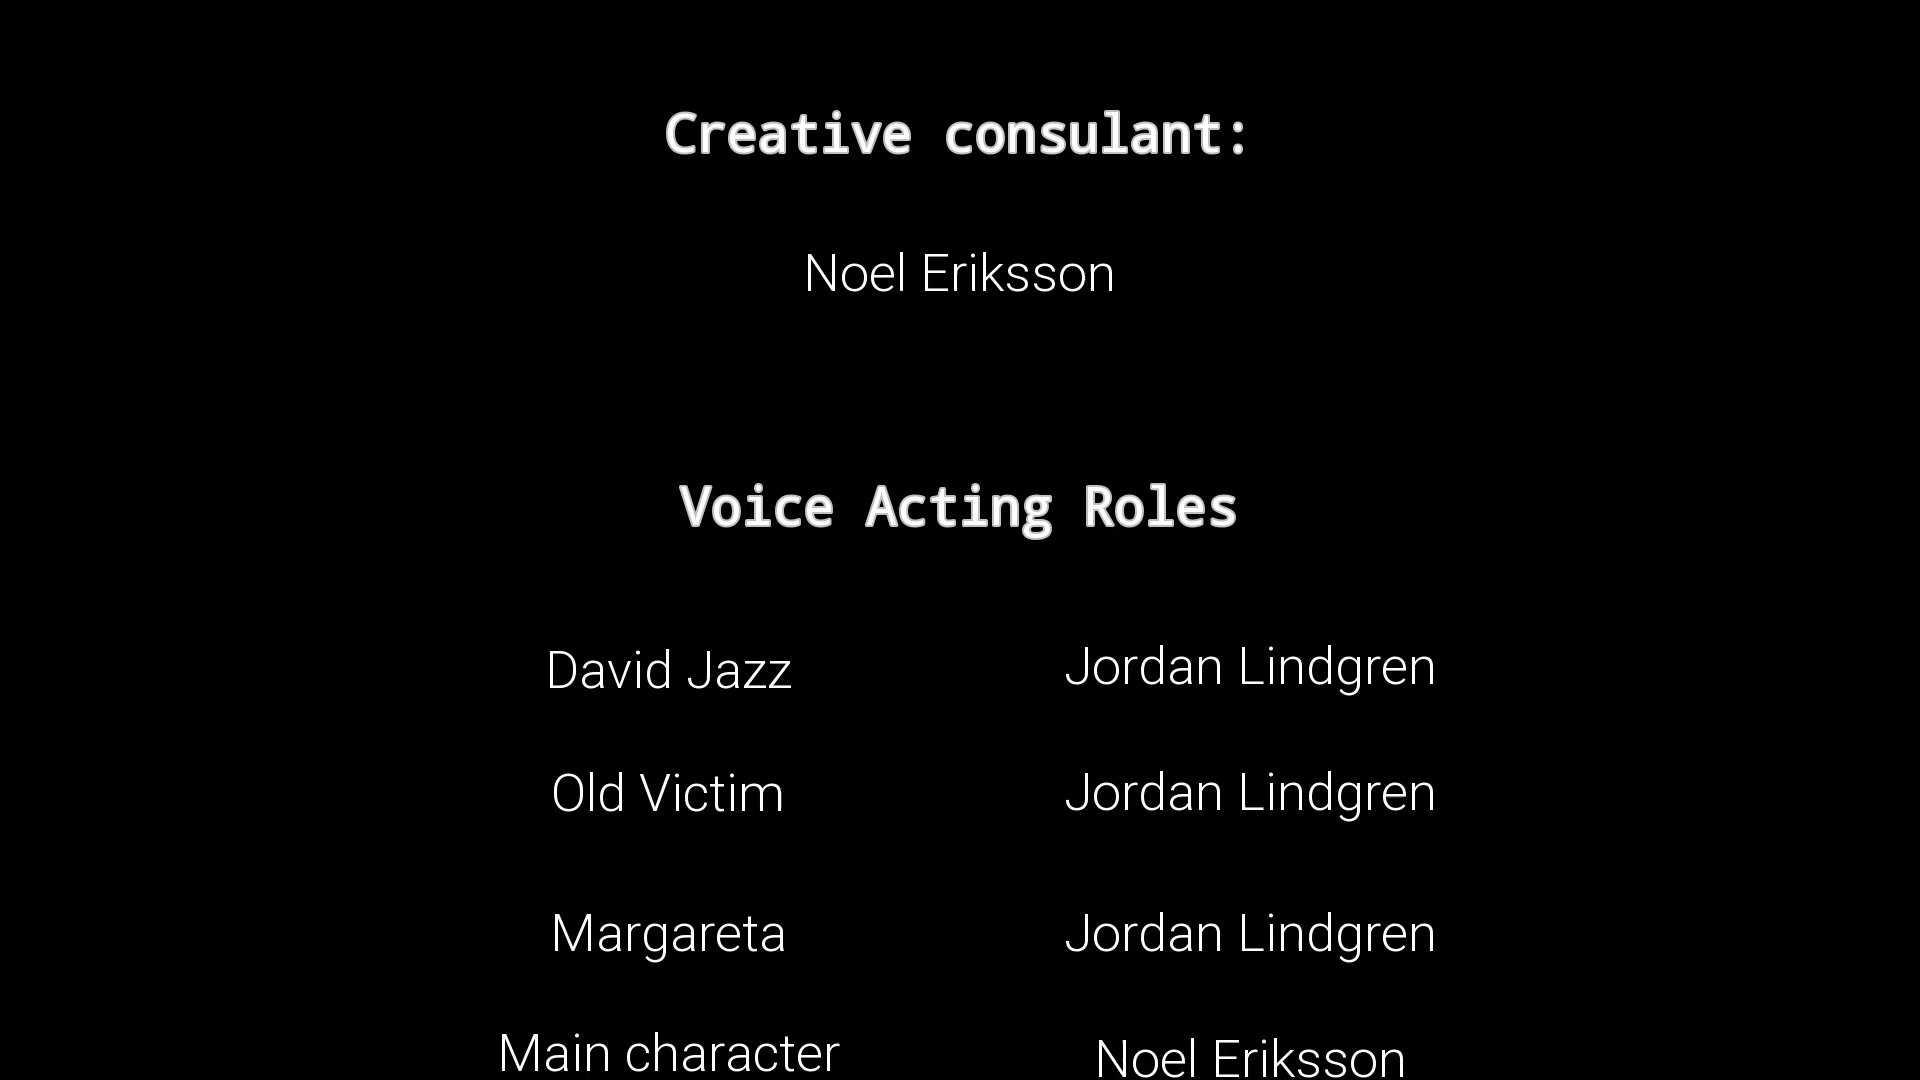 Creative consulant:
Noel Eriksson
Voice Acting Roles
David Jazz Jordan Lindgren
Old Victim Jordan Lindgren
Margareta Jordan Lindgren
Main character Noel Eriksson